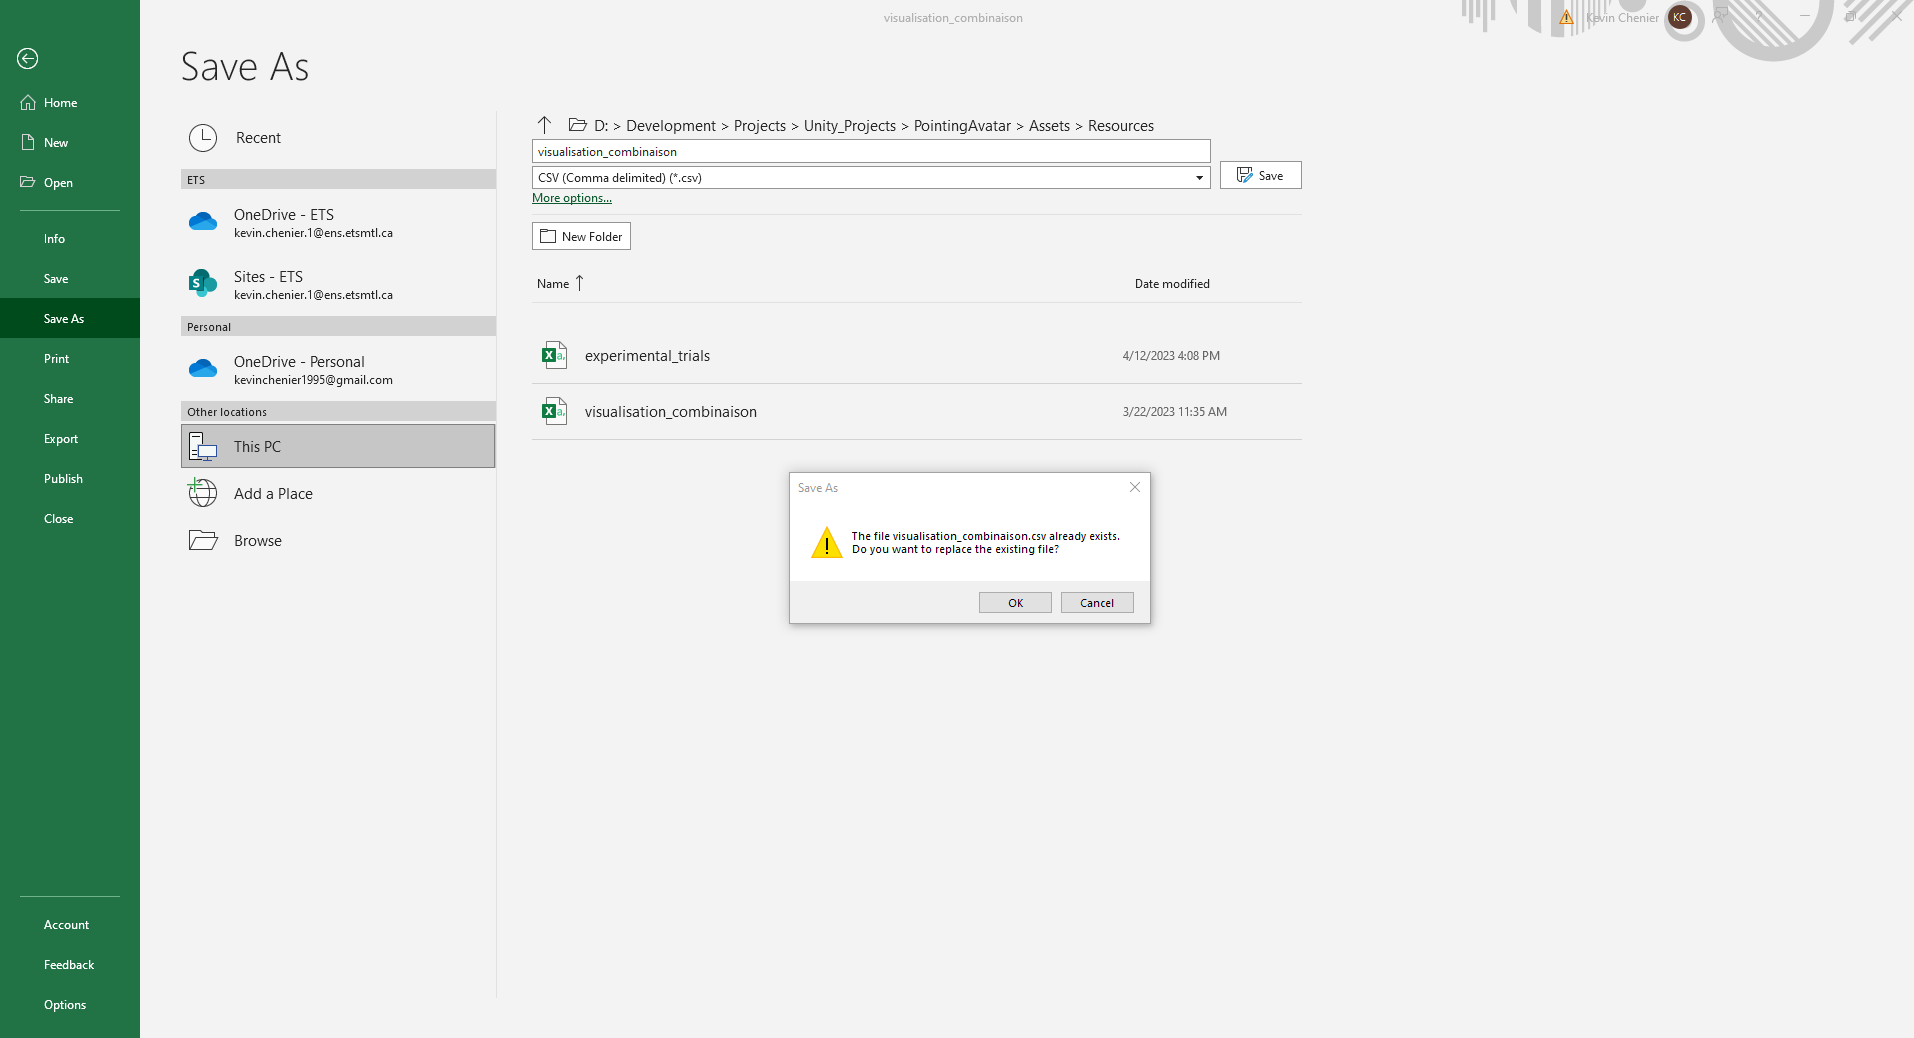 visualisation_combinaison
Kevin Chenier
KC
?
Save As
Home
New
Open
Info
Save
Save As
Print
Share
Export
Publish
Close
Account
Feedback
Options
Recent
ETS
OneDrive - ETS
kevin.chenier.1@ens.etsmtl.ca
S
Sites - ETS
kevin.chenier.1@ens.etsmtl.ca
Personal
OneDrive - Personal
kevinchenier1995@gmail.com
Other locations
This PC
Add a Place
Browse
D: > Development > Projects > Unity_Projects > PointingAvatar > Assets > Resources
visualisation_combinaison
CSV (Comma delimited) (*.csv)
Save
More options...
New Folder
Name Date modified
X a, experimental_trials 4/12/2023 4:08 PM
X a, visualisation_combinaison 3/22/2023 11:35 AM
Save As
The file visualisation_combinaison.csv already exists.
Do you want to replace the existing file?
OK Cancel